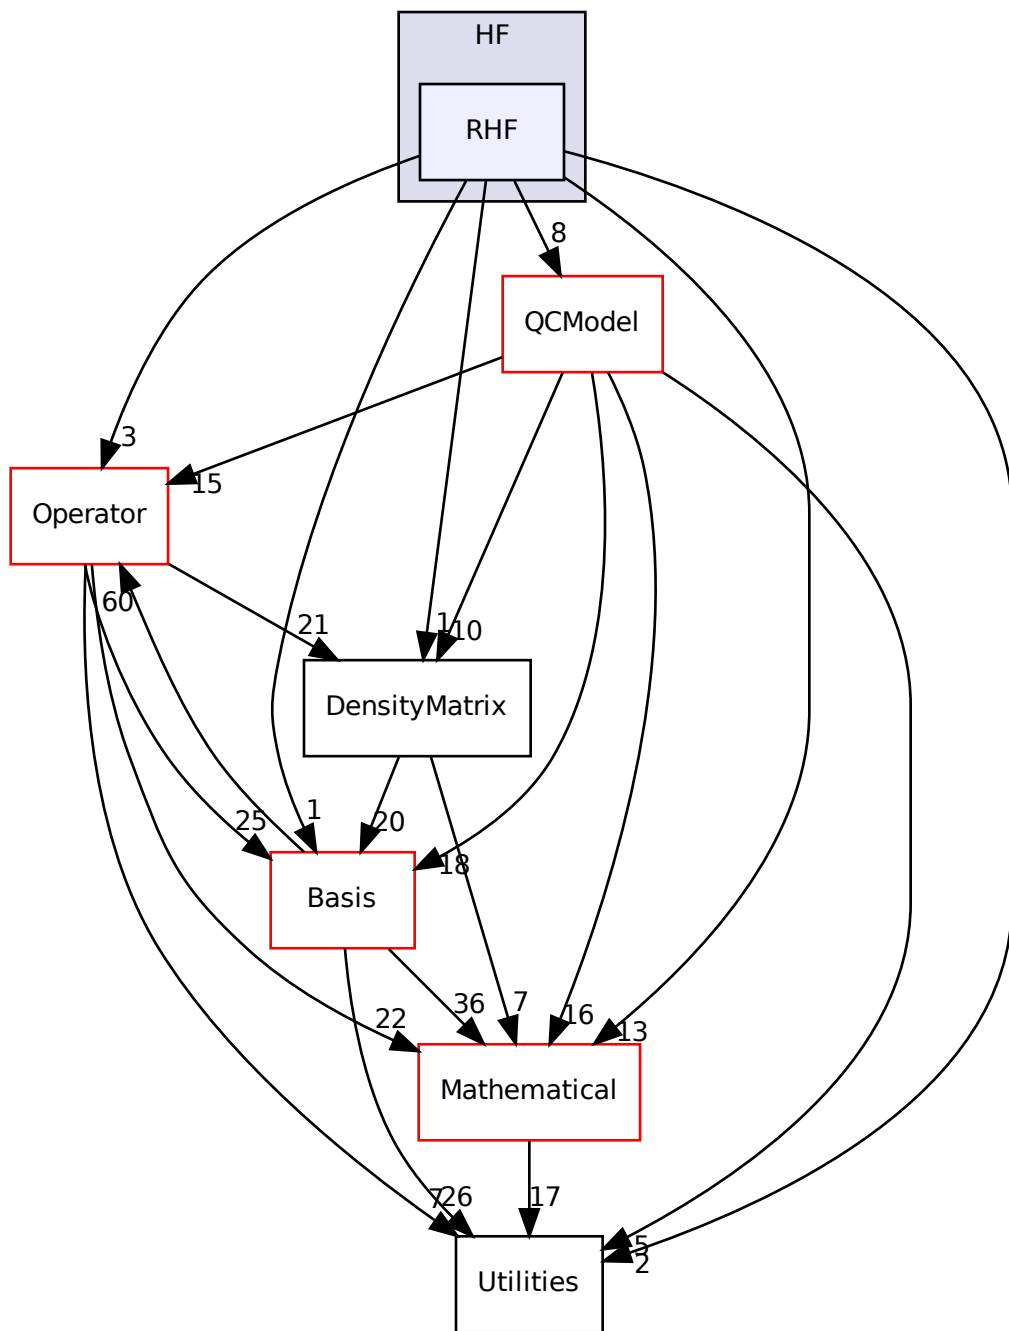 HF
RHF
8
QCModel
3
15
Operator
60
21
1
10
DensityMatrix
25
1
20
18
Basis
22
36
7
16
13
Mathematical
7
26
17
5
2
Utilities